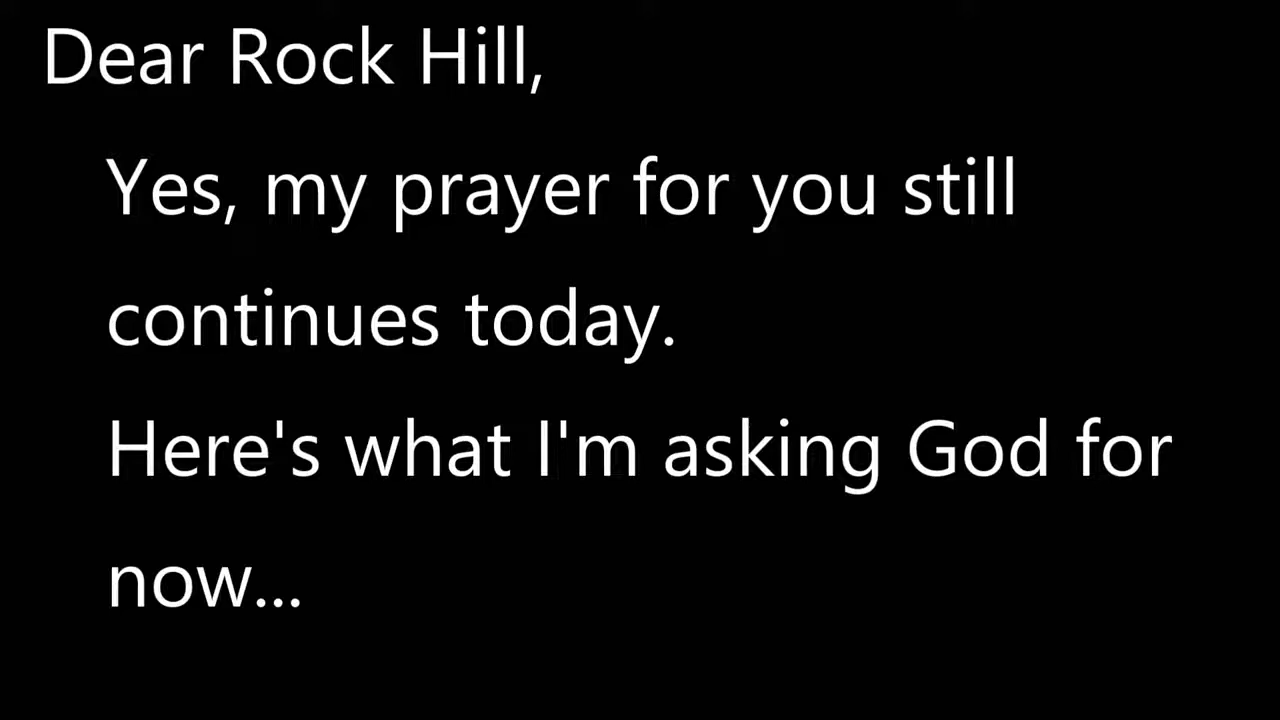 Dear Rock Hill,
Yes, my prayer for you still
continues today.
Here's what I'm asking God for
now...